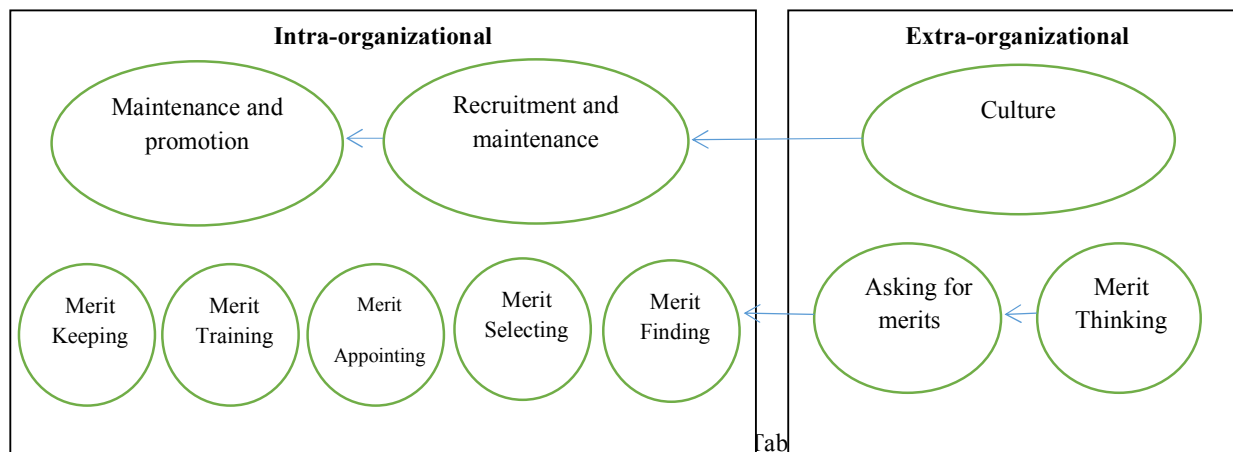 Intra-organizational
Maintenance and
promotion
Recruitment and
maintenance
Merit
Keeping
Merit
Training
Merit
Appointing
Merit
Selecting
Merit
Finding
Extra-organizational
Culture
Asking for
merits
Merit
Thinking
Tab